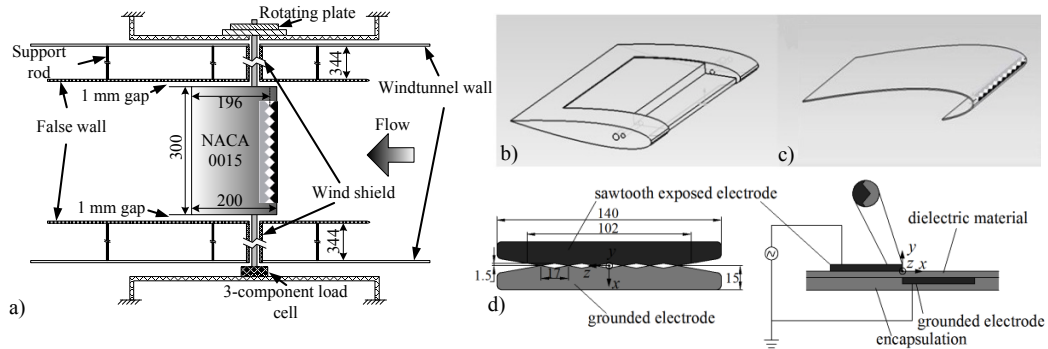 Rotating plate
Support
rod
344
1 mm gap
Windtunnel wall
196
False wall
300
NACA
0015
Flow
200
Wind shield
1 mm gap
344
3-component load
cell
a)
b)
c)
sawtooth exposed electrode
140
102
dielectric material
1.5
17
y
z
x
15
d)
grounded electrode
y
z
x
grounded electrode
encapsulation